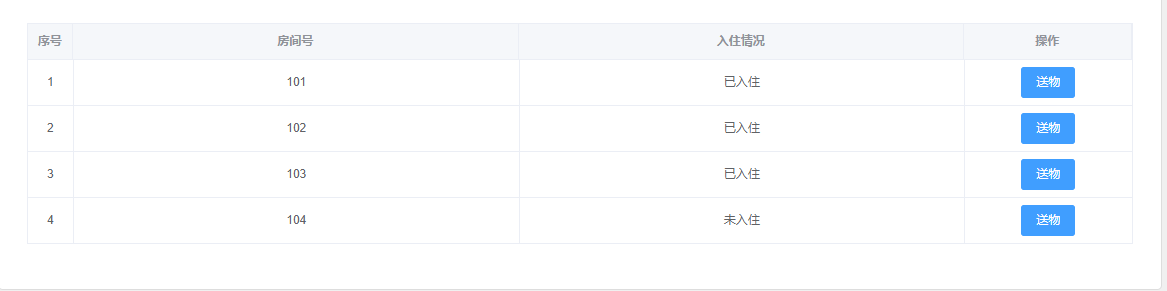 序号 房间号 入住情况 操作
1 101 已入住 送物
2 102 已入住 送物
3 103 已入住 送物
4 104 未入住 送物